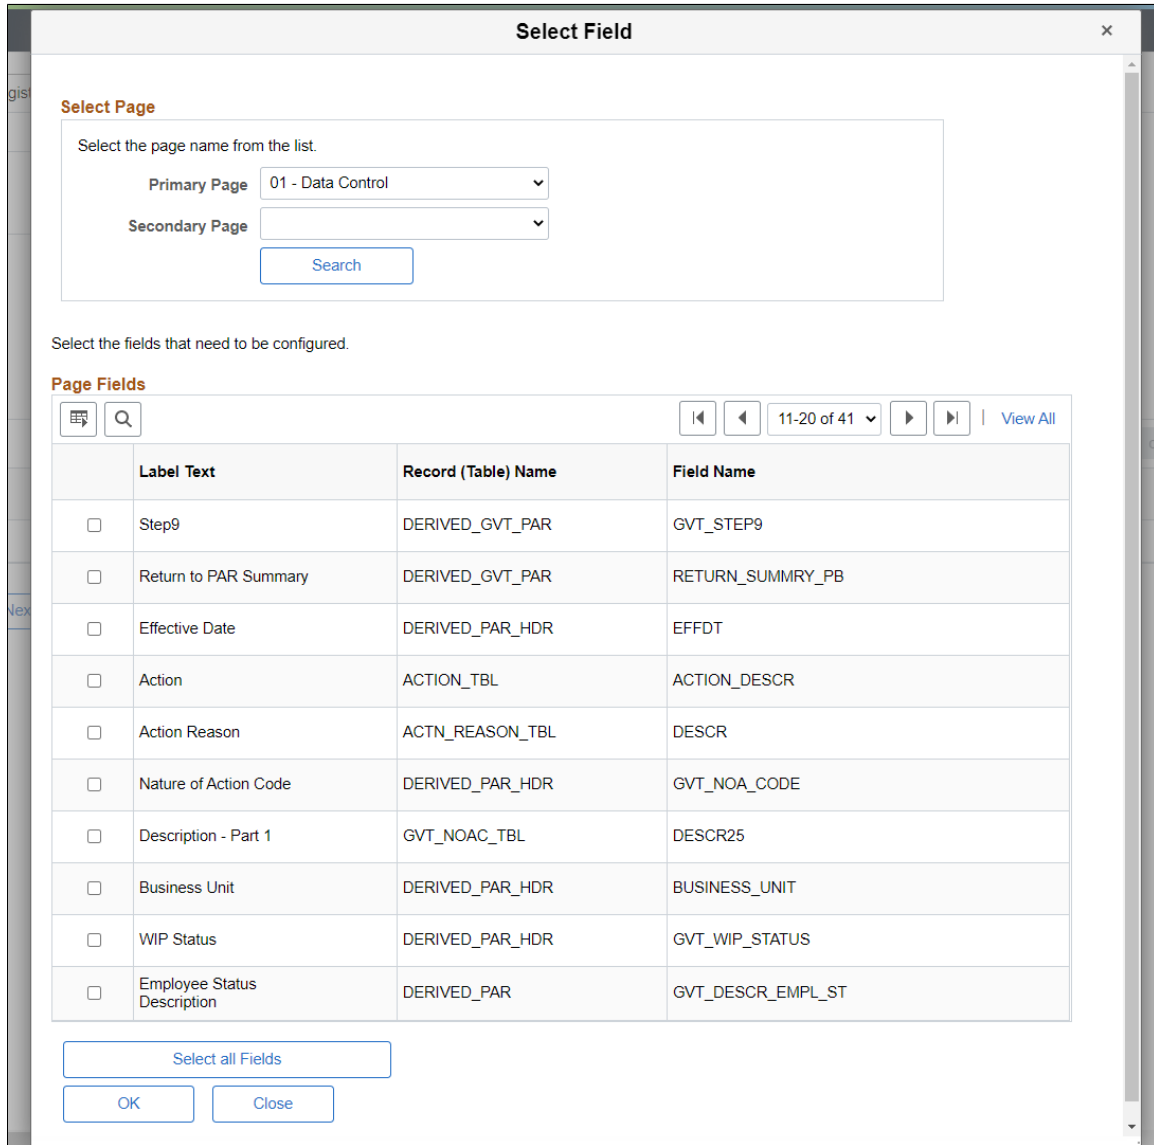 Select Field
×
gist
Select Page
Select the page name from the list.
Primary Page 01 - Data Control
Secondary Page
Search
Select the fields that need to be configured.
Page Fields
11-20 of 41 | View All
Label Text Record (Table) Name Field Name
Step9 DERIVED_GVT_PAR GVT_STEP9
Return to PAR Summary DERIVED_GVT_PAR RETURN_SUMMRY_PB
Effective Date DERIVED_PAR_HDR EFFDT
Action ACTION_TBL ACTION_DESCR
Action Reason ACTN_REASON_TBL DESCR
Nature of Action Code DERIVED_PAR_HDR GVT_NOA_CODE
Nex
Description - Part 1 GVT_NOAC_TBL DESCR25
Business Unit DERIVED_PAR_HDR BUSINESS_UNIT
WIP Status DERIVED_PAR_HDR GVT_WIP_STATUS
Employee Status
Description DERIVED_PAR GVT_DESCR_EMPL_ST
Select all Fields
OK Close